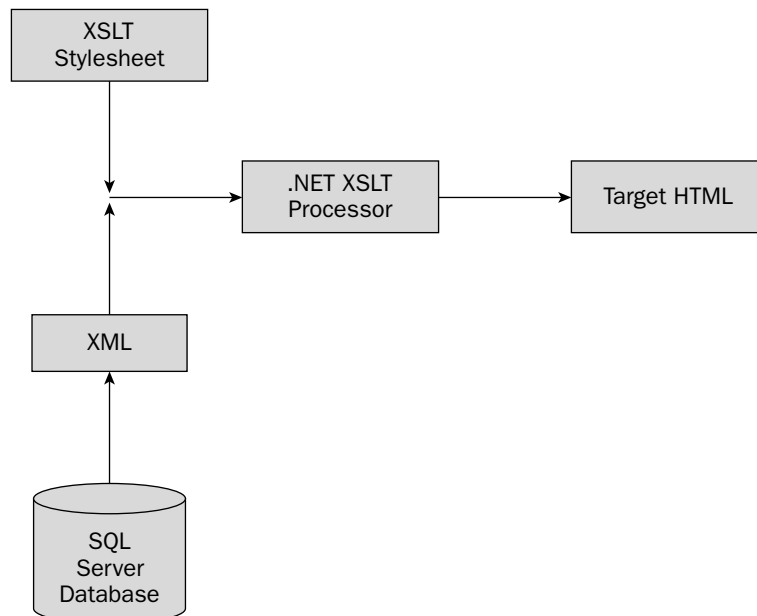 XSLT
Stylesheet
.NET XSLT
Processor
Target HTML
XML
SQL
Server
Database